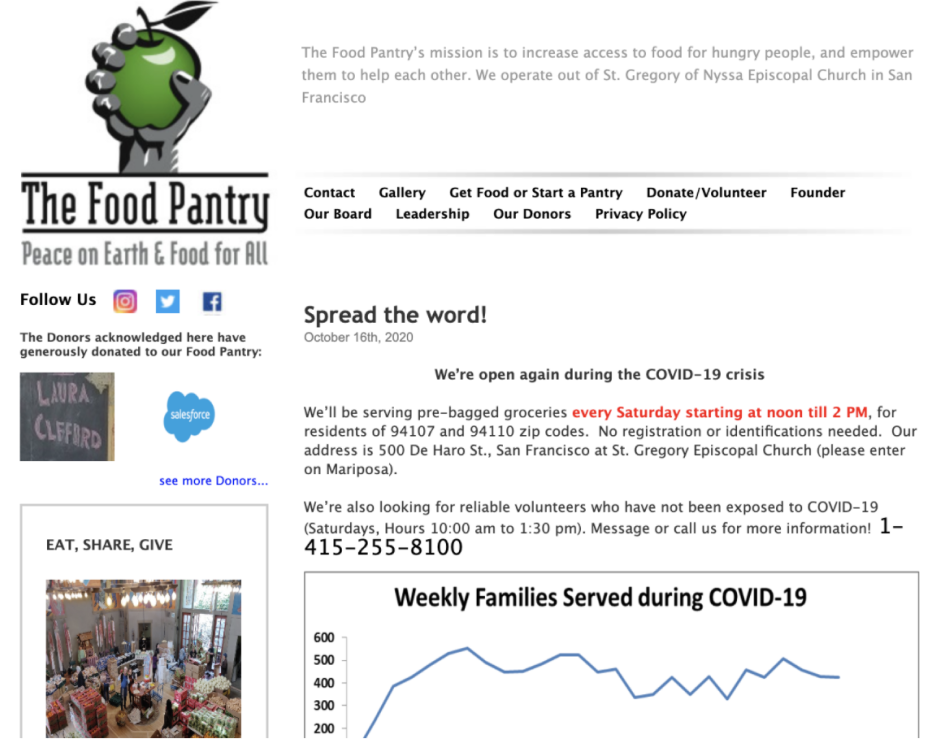 The Food Pantry's mission is to increase access to food for hungry people, and empower
them to help each other. We operate out of St. Gregory of Nyssa Episcopal Church in San
Francisco
The Food Pantry
Peace on Earth & Food for All
Contact Gallery Get Food or Start a Pantry Donate/Volunteer Founder
Our Board Leadership Our Donors Privacy Policy
Follow Us
The Donors acknowledged here have
generously donated to our Food Pantry:
LAURA
CLEFFORD
salesforce
see more Donors...
EAT, SHARE, GIVE
Spread the word!
October 16th, 2020
We're open again during the COVID-19 crisis
We'll be serving pre-bagged groceries every Saturday starting at noon till 2 PM, for
residents of 94107 and 94110 zip codes. No registration or identifications needed. Our
address is 500 De Haro St., San Francisco at St. Gregory Episcopal Church (please enter
on Mariposa).
We're also looking for reliable volunteers who have not been exposed to COVID-19
(Saturdays, Hours 10:00 am to 1:30 pm). Message or call us for more information! 1-
415-255-8100
Weekly Families Served during COVID-19
600
500
400
300
200